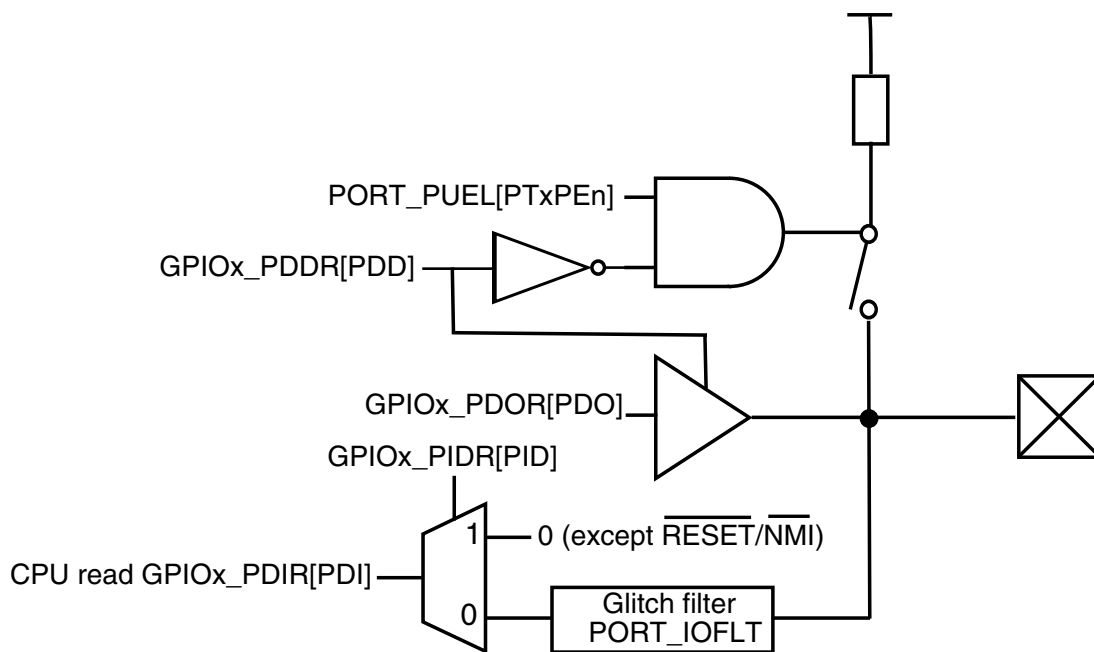 PORT_PUEL[PTxPEn]
GPIOx_PDDR[PDD]
GPIOx_PDOR[PDO]
GPIOx_PIDR[PID]
1
0 (except RESET/NMI)
CPU read GPIOx_PDIR[PDI]
0
Glitch filter
PORT_IOFLT